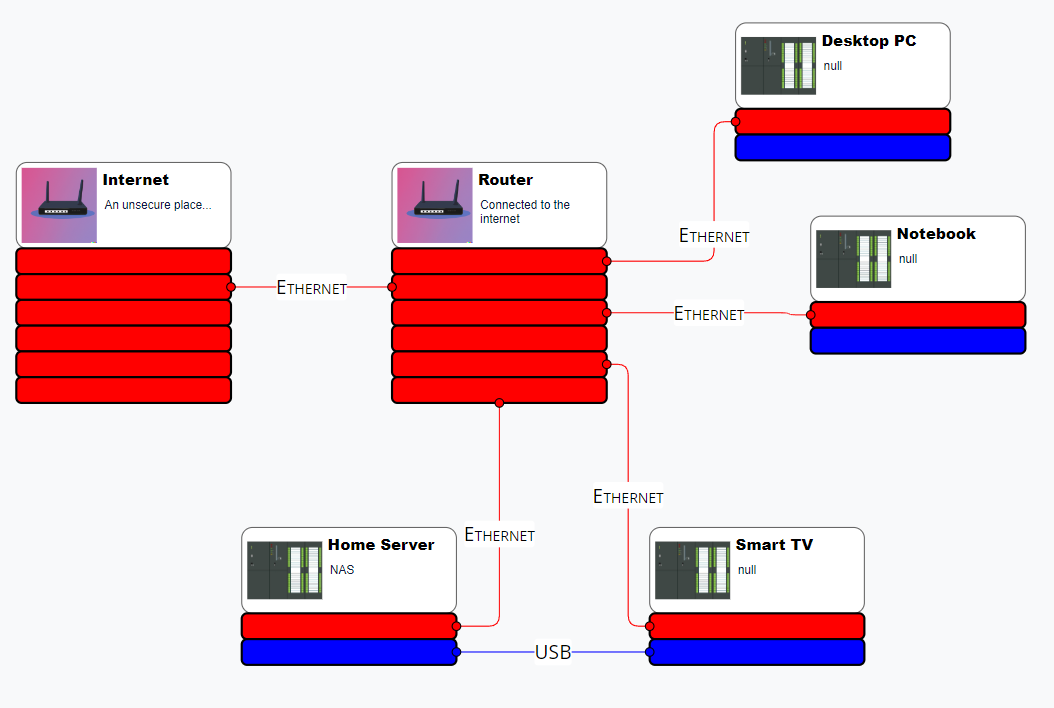 Desktop PC
null
Internet
An unsecure place...
Router
Connected to the
internet
Ethernet
Notebook
null
Ethernet
Ethernet
Ethernet
Ethernet
Home Server
NAS
Smart TV
null
USB